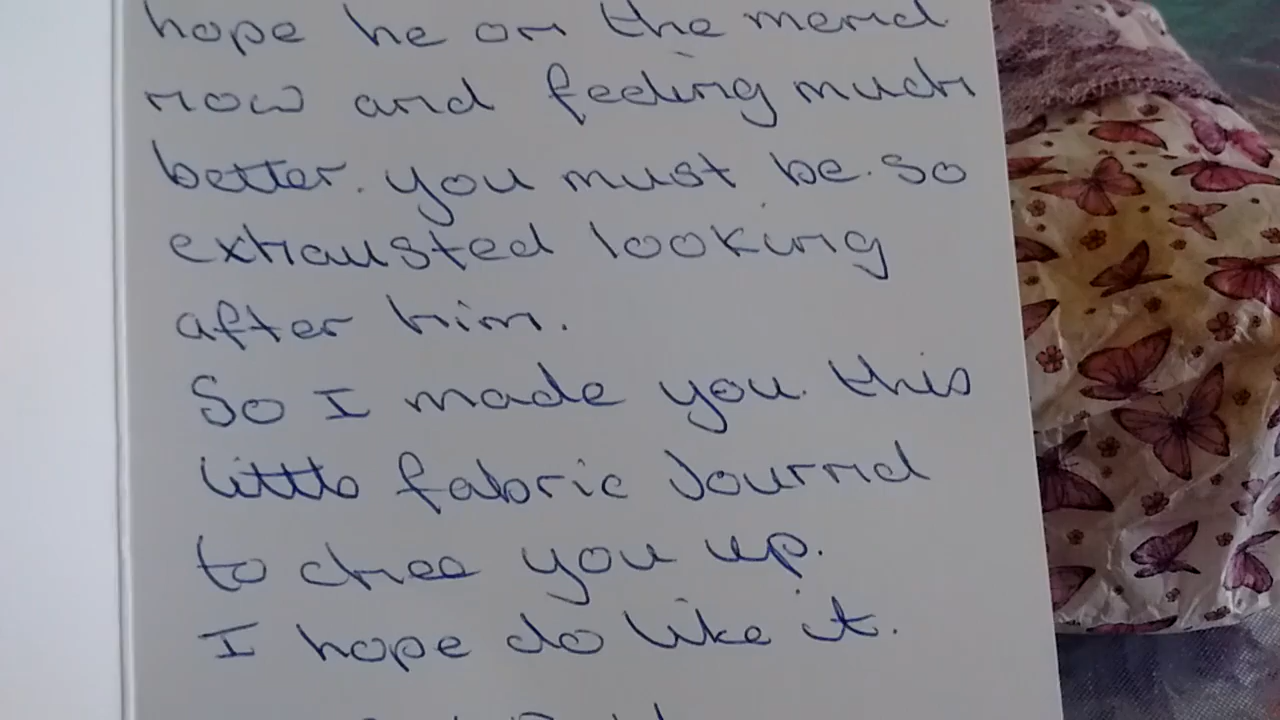 hope he on the mend
now and feeling much
better. you must be. so
exhausted looking
after him.
So I made you. this
little fabric Journal
to cheer you up.
I hope do like it.